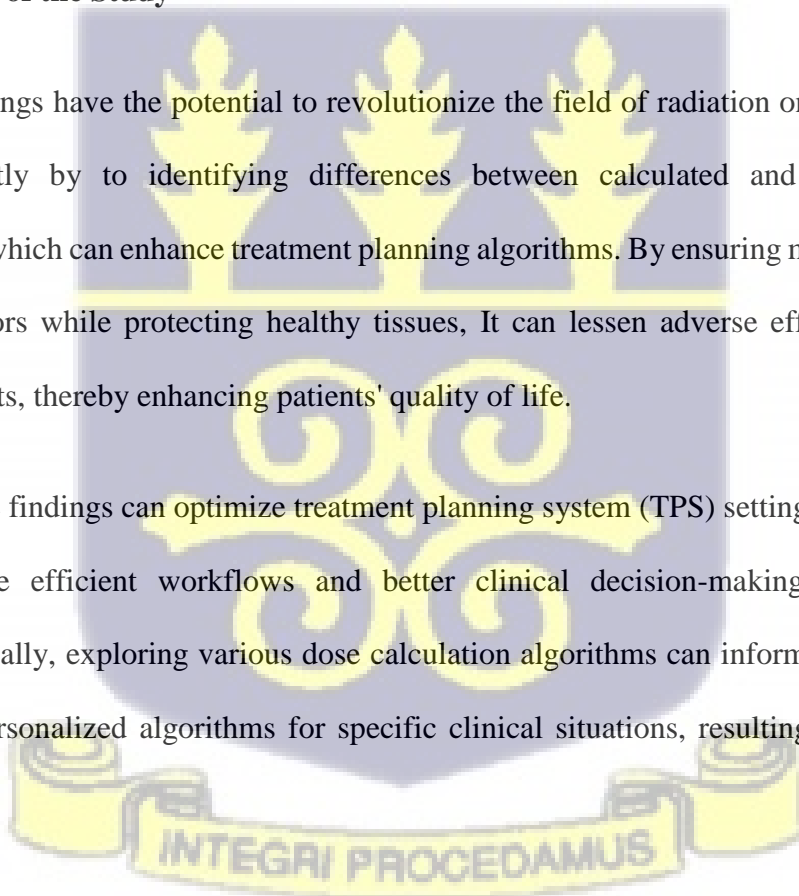 of the Study
ings have the potential to revolutionize the field of radiation on
tly by to identifying differences between calculated and
which can enhance treatment planning algorithms. By ensuring m
ors while protecting healthy tissues, It can lessen adverse eff
ts, thereby enhancing patients' quality of life.
findings can optimize treatment planning system (TPS) setting
e efficient workflows and better clinical decision-making
ally, exploring various dose calculation algorithms can inform
rsonalized algorithms for specific clinical situations, resulting
INTEGRI PROCEDAMUS